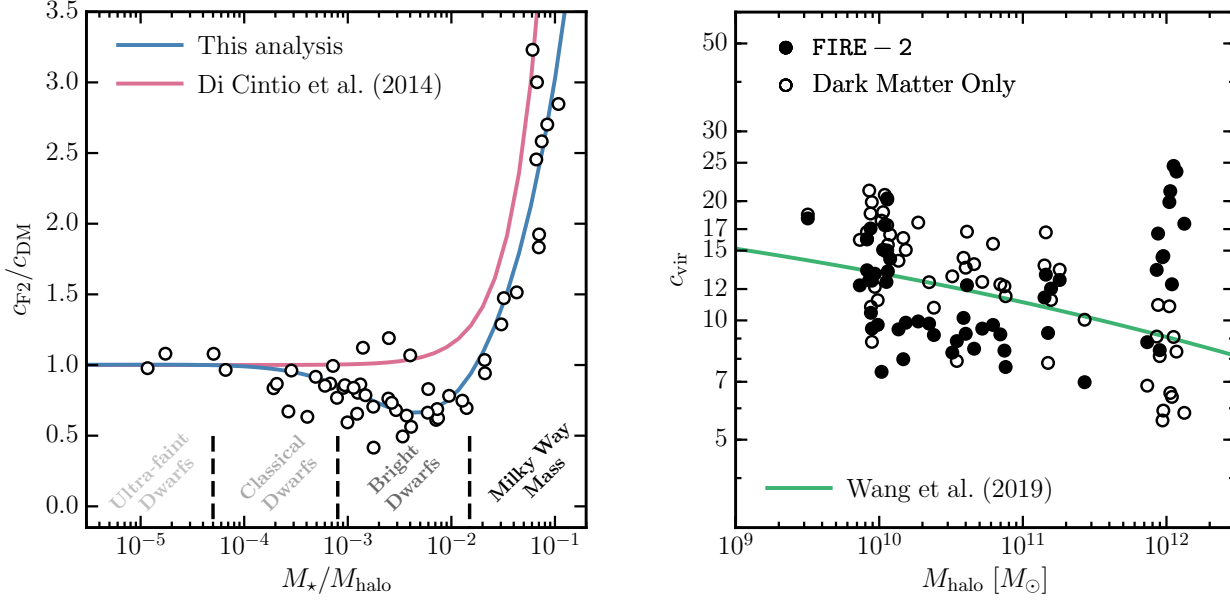 This analysis
Di Cintio et al. (2014)
3.5
3.0
2.5
2.0
1.5
1.0
0.5
0.0
c_F2/c_DM
Ultra-faint
Dwarfs
Classical
Dwarfs
Bright
Dwarfs
Milky Way
Mass
10^−5
10^−4
10^−3
10^−2
10^−1
M⋆/M_halo
FIRE − 2
Dark Matter Only
50
30
25
20
17
15
12
10
7
5
c_vir
Wang et al. (2019)
10^9
10^10
10^11
10^12
M_halo [M_⊙]